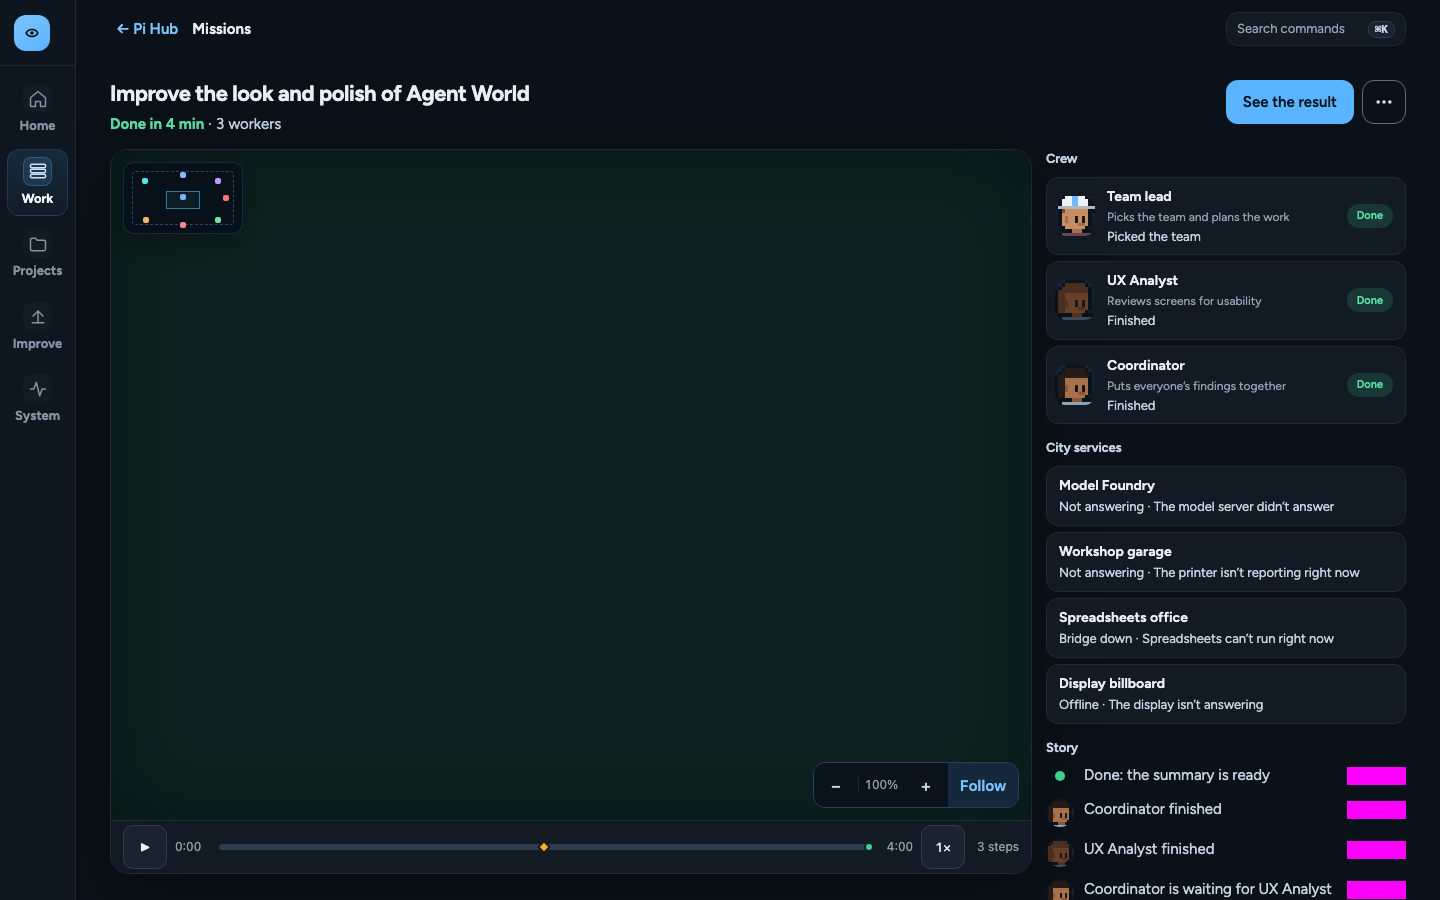 ← Pi Hub Missions
Search commands ⌘K
Home
Work
Projects
Improve
System
Improve the look and polish of Agent World
Done in 4 min · 3 workers
See the result
100%
Follow
0:00
4:00
1×
3 steps
Crew
Team lead
Picks the team and plans the work
Picked the team
Done
UX Analyst
Reviews screens for usability
Finished
Done
Coordinator
Puts everyone’s findings together
Finished
Done
City services
Model Foundry
Not answering · The model server didn’t answer
Workshop garage
Not answering · The printer isn’t reporting right now
Spreadsheets office
Bridge down · Spreadsheets can’t run right now
Display billboard
Offline · The display isn’t answering
Story
Done: the summary is ready
Coordinator finished
UX Analyst finished
Coordinator is waiting for UX Analyst